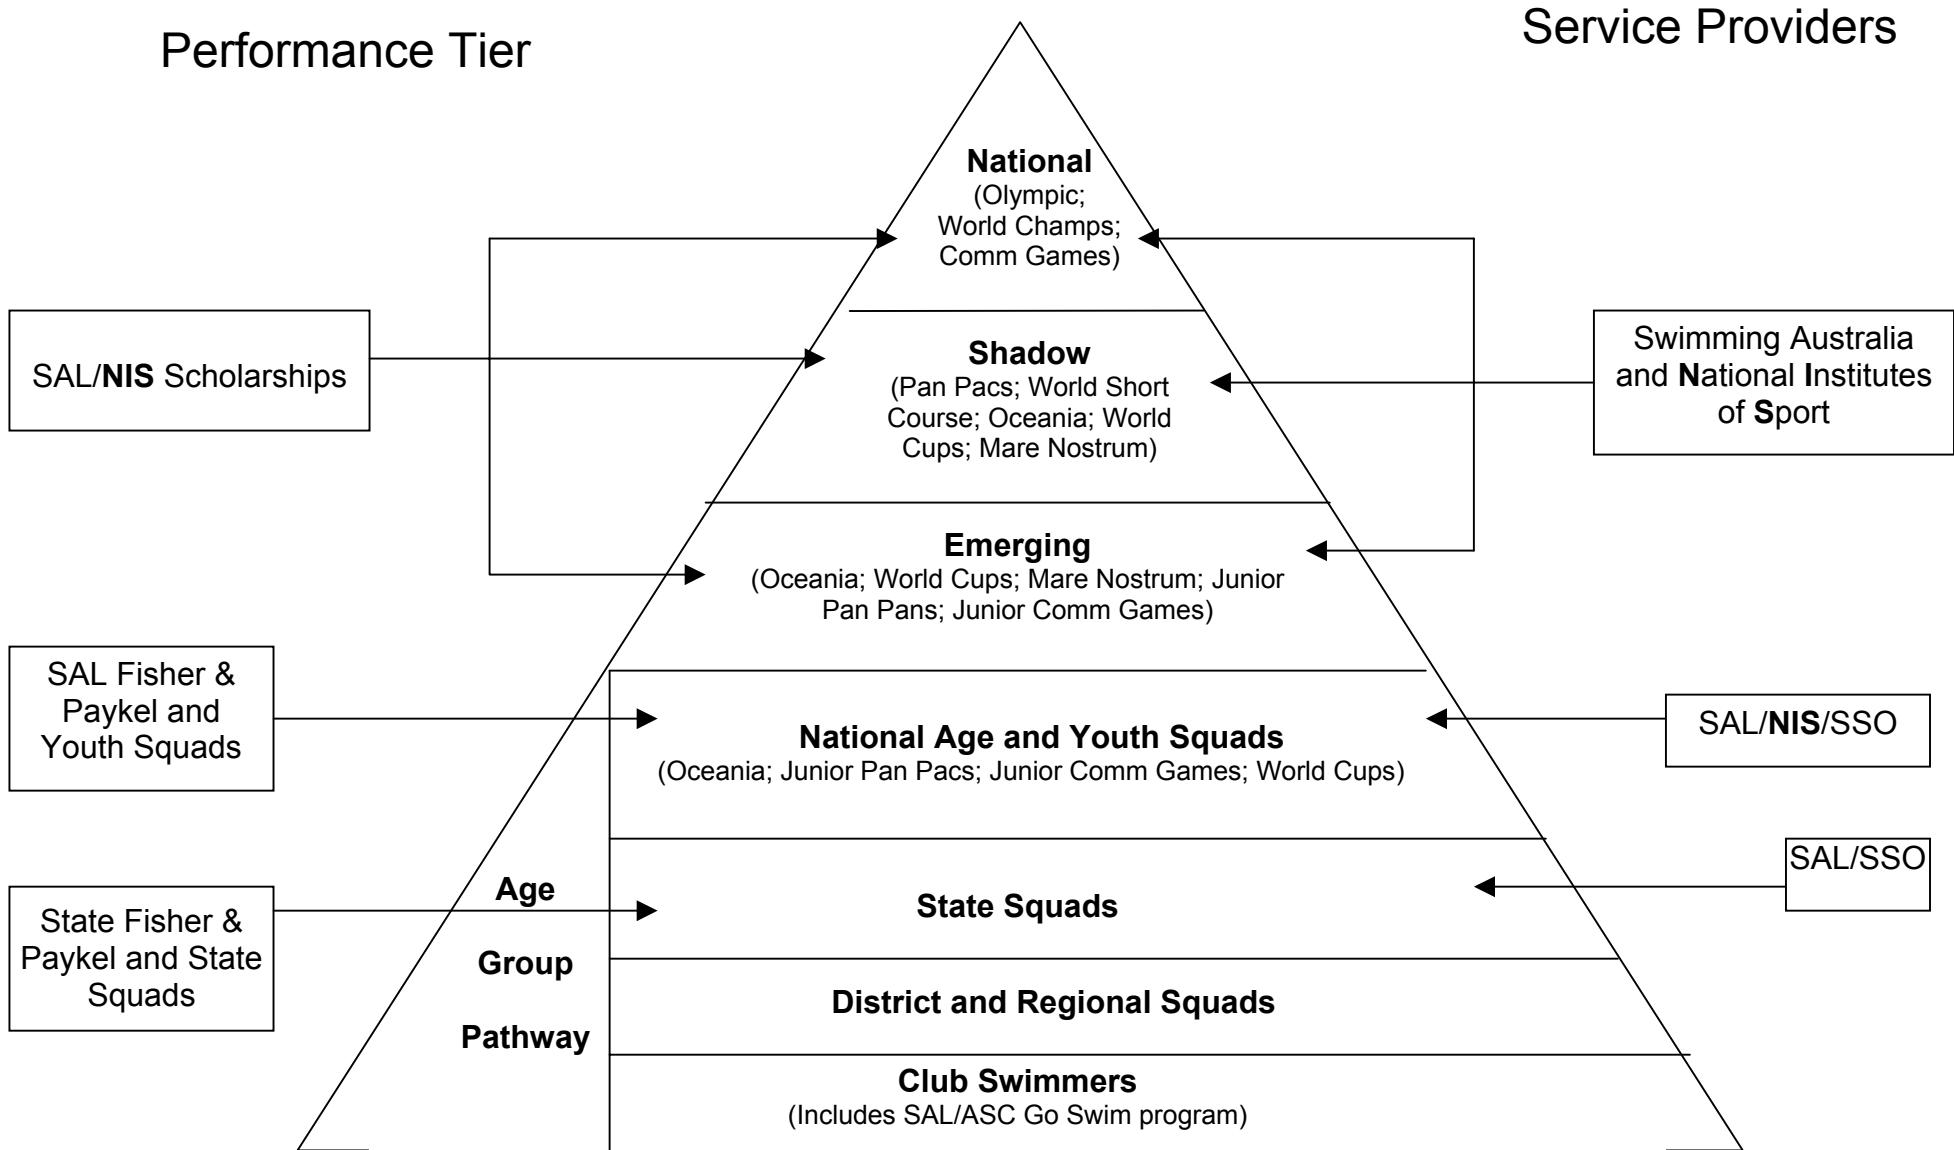 Performance Tier
Service Providers
National
(Olympic;
World Champs;
Comm Games)
SAL/NIS Scholarships
Shadow
(Pan Pacs; World Short
Course; Oceania; World
Cups; Mare Nostrum)
Swimming Australia
and National Institutes
of Sport
Emerging
(Oceania; World Cups; Mare Nostrum; Junior
Pan Pans; Junior Comm Games)
SAL Fisher &
Paykel and
Youth Squads
National Age and Youth Squads
(Oceania; Junior Pan Pacs; Junior Comm Games; World Cups)
SAL/NIS/SSO
State Fisher &
Paykel and State
Squads
Age
Group
Pathway
State Squads
SAL/SSO
District and Regional Squads
Club Swimmers
(Includes SAL/ASC Go Swim program)